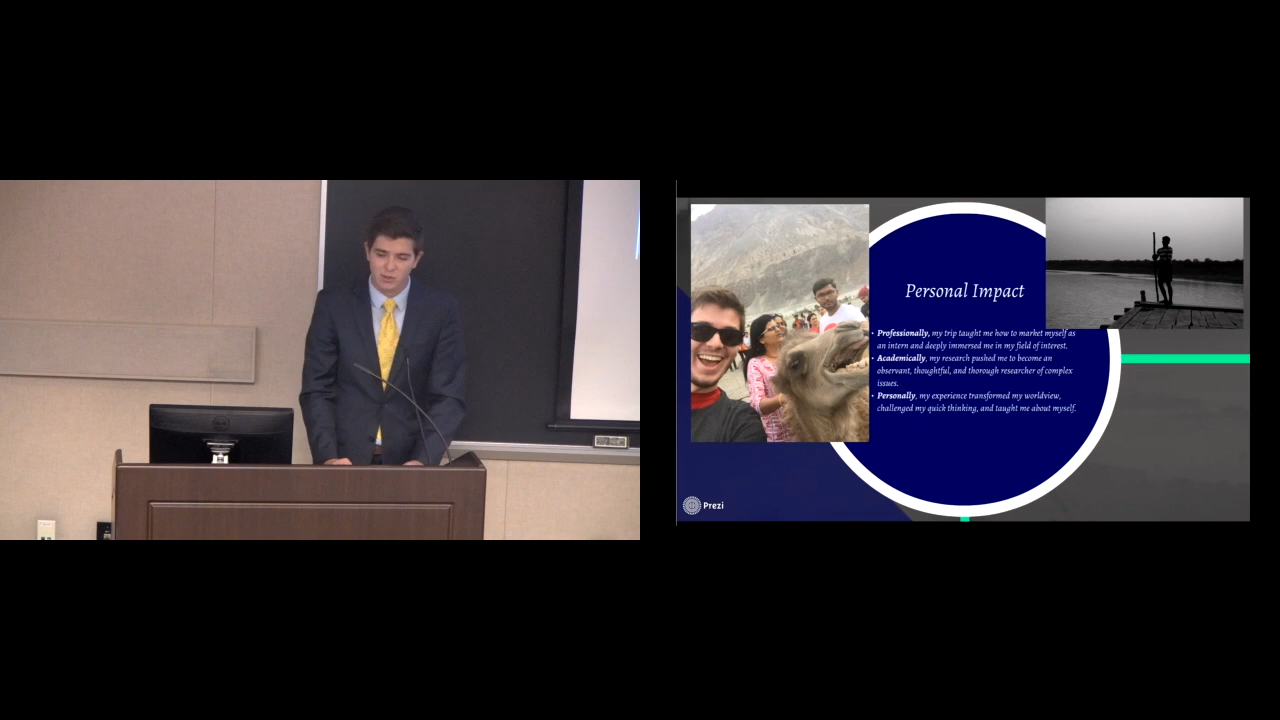 Personal Impact
• Professionally, my trip taught me how to market myself as
an intern and deeply immersed me in my field of interest.
• Academically, my research pushed me to become an
observant, thoughtful, and thorough researcher of complex
issues.
• Personally, my experience transformed my worldview,
challenged my quick thinking, and taught me about myself.
Prezi